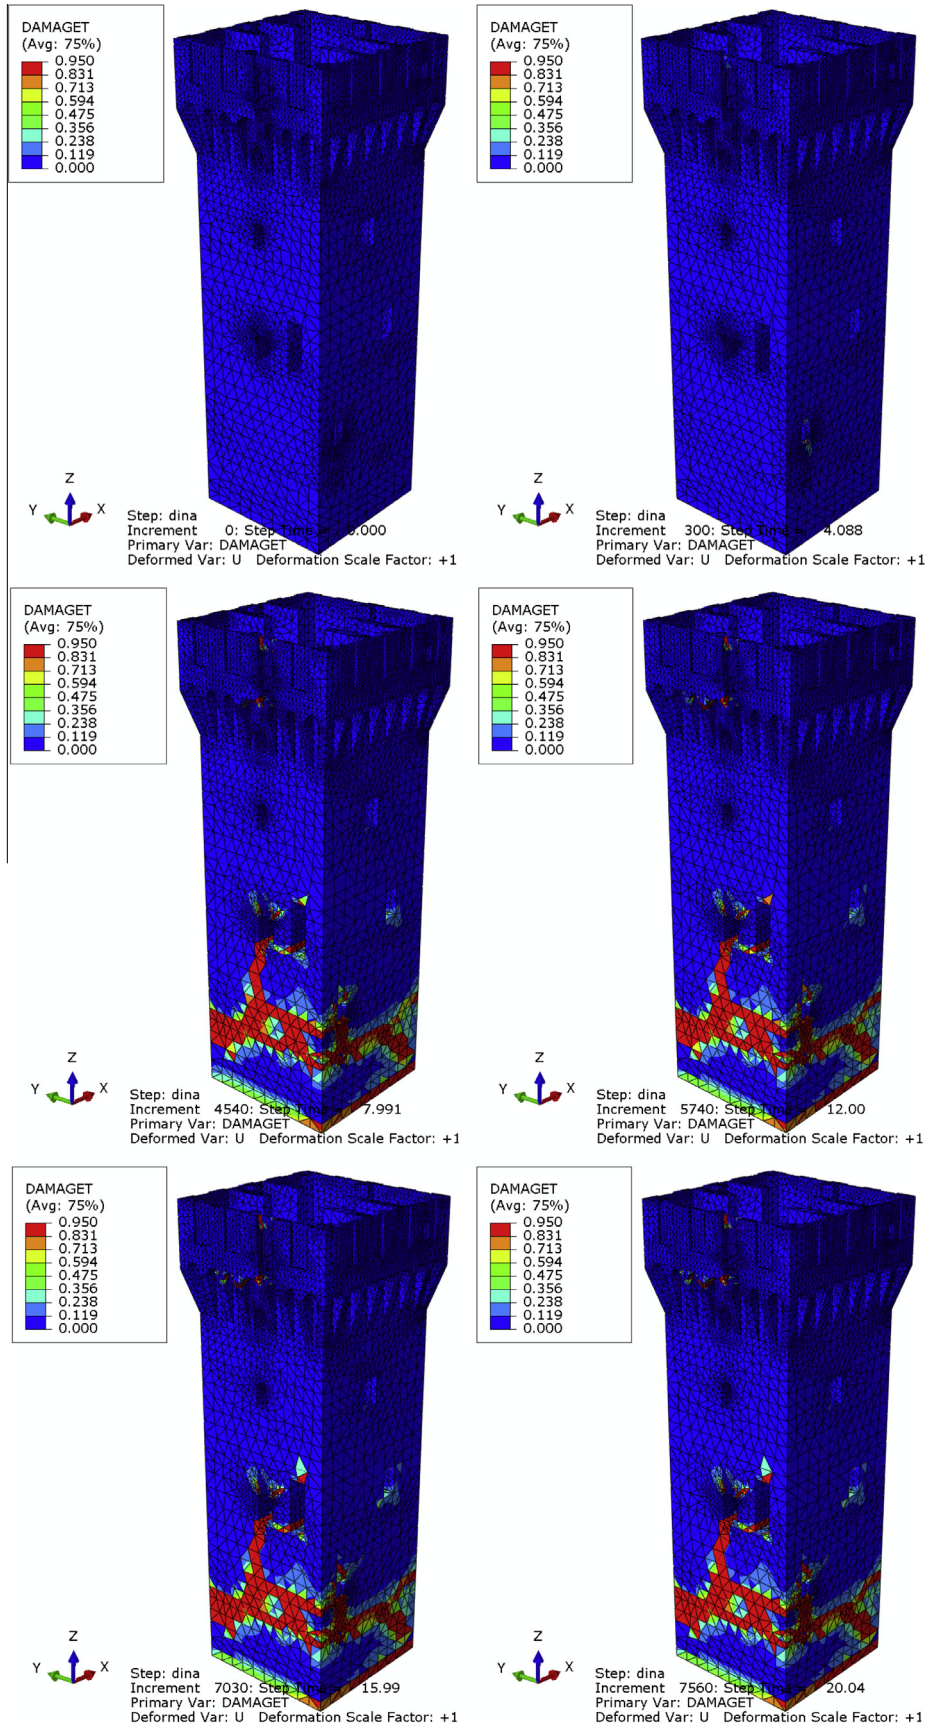 DAMAGET
(Avg: 75%)
0.950
0.831
0.713
0.594
0.475
0.356
0.238
0.119
0.000
Z
Y X
Step: dina
Increment 0: Step Time = 0.000
Primary Var: DAMAGET
Deformed Var: U Deformation Scale Factor: +1
DAMAGET
(Avg: 75%)
0.950
0.831
0.713
0.594
0.475
0.356
0.238
0.119
0.000
Z
Y X
Step: dina
Increment 300: Step Time = 4.088
Primary Var: DAMAGET
Deformed Var: U Deformation Scale Factor: +1
DAMAGET
(Avg: 75%)
0.950
0.831
0.713
0.594
0.475
0.356
0.238
0.119
0.000
Z
Y X
Step: dina
Increment 4540: Step Time = 7.991
Primary Var: DAMAGET
Deformed Var: U Deformation Scale Factor: +1
DAMAGET
(Avg: 75%)
0.950
0.831
0.713
0.594
0.475
0.356
0.238
0.119
0.000
Z
Y X
Step: dina
Increment 5740: Step Time = 12.00
Primary Var: DAMAGET
Deformed Var: U Deformation Scale Factor: +1
DAMAGET
(Avg: 75%)
0.950
0.831
0.713
0.594
0.475
0.356
0.238
0.119
0.000
Z
Y X
Step: dina
Increment 7030: Step Time = 15.99
Primary Var: DAMAGET
Deformed Var: U Deformation Scale Factor: +1
DAMAGET
(Avg: 75%)
0.950
0.831
0.713
0.594
0.475
0.356
0.238
0.119
0.000
Z
Y X
Step: dina
Increment 7560: Step Time = 20.04
Primary Var: DAMAGET
Deformed Var: U Deformation Scale Factor: +1